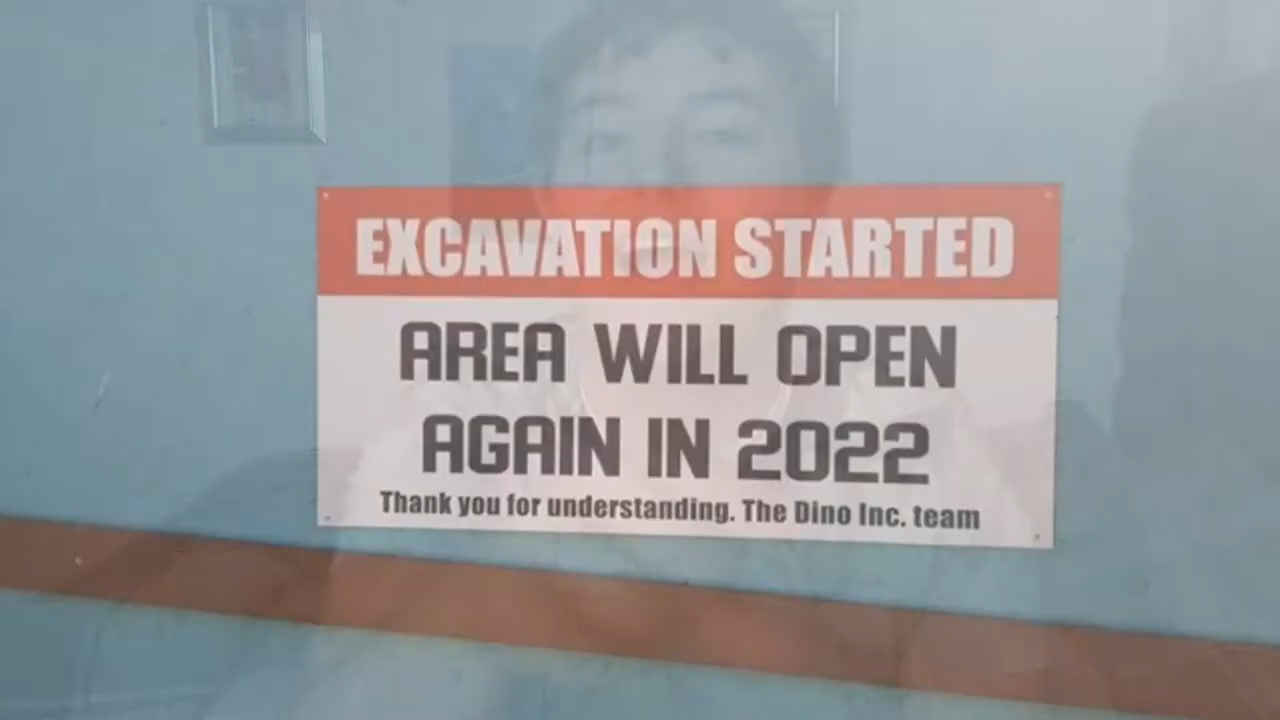 EXCAVATION STARTED
AREA WILL OPEN
AGAIN IN 2022
Thank you for understanding. The Dino Inc. team